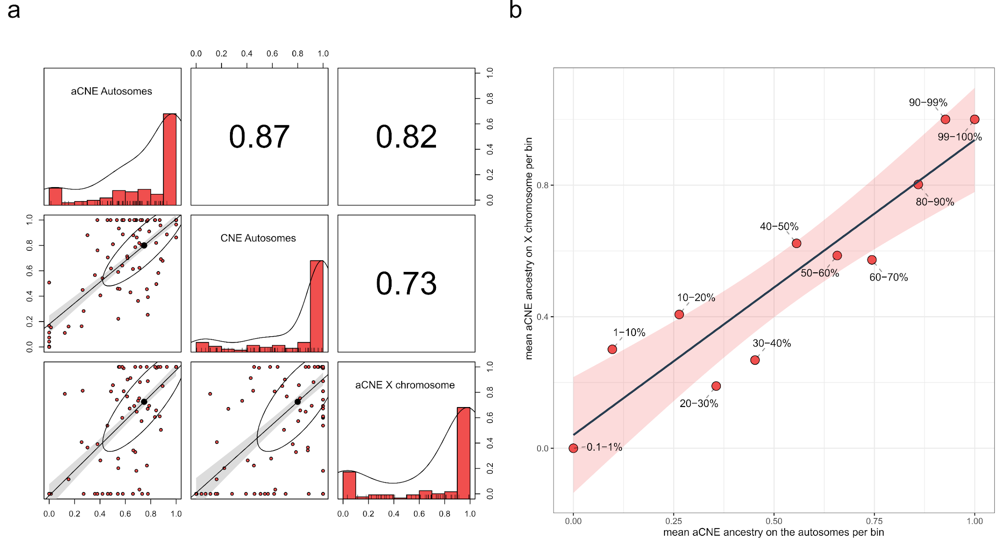 a
b
0.0 0.2 0.4 0.6 0.8 1.0
aCNE Autosomes
0.87
0.82
0.0 0.2 0.4 0.6 0.8 1.0
0.0 0.2 0.4 0.6 0.8 1.0
CNE Autosomes
0.73
aCNE X chromosome
0.0 0.2 0.4 0.6 0.8 1.0
0.0 0.2 0.4 0.6 0.8 1.0
0.0 0.2 0.4 0.6 0.8 1.0
mean aCNE ancestry on X chromosome per bin
0.8
0.4
0.0
90−99%
99−100%
80−90%
40−50%
50−60%
60−70%
10−20%
1−10%
30−40%
20−30%
0.1−1%
0.00 0.25 0.50 0.75 1.00
mean aCNE ancestry on the autosomes per bin